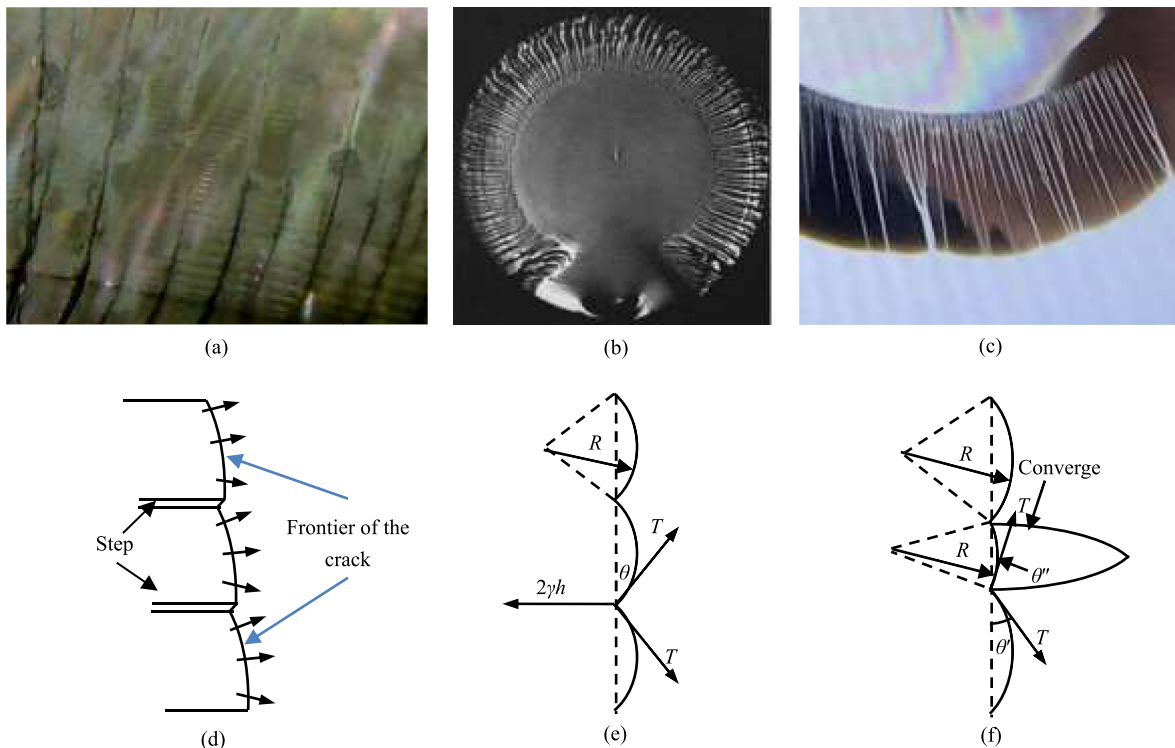 (a)
(b)
(c)
Step
Frontier of the
crack
(d)
R
T
θ
2γh
T
(e)
R
Converge
T
R
θ″
T
θ′
(f)